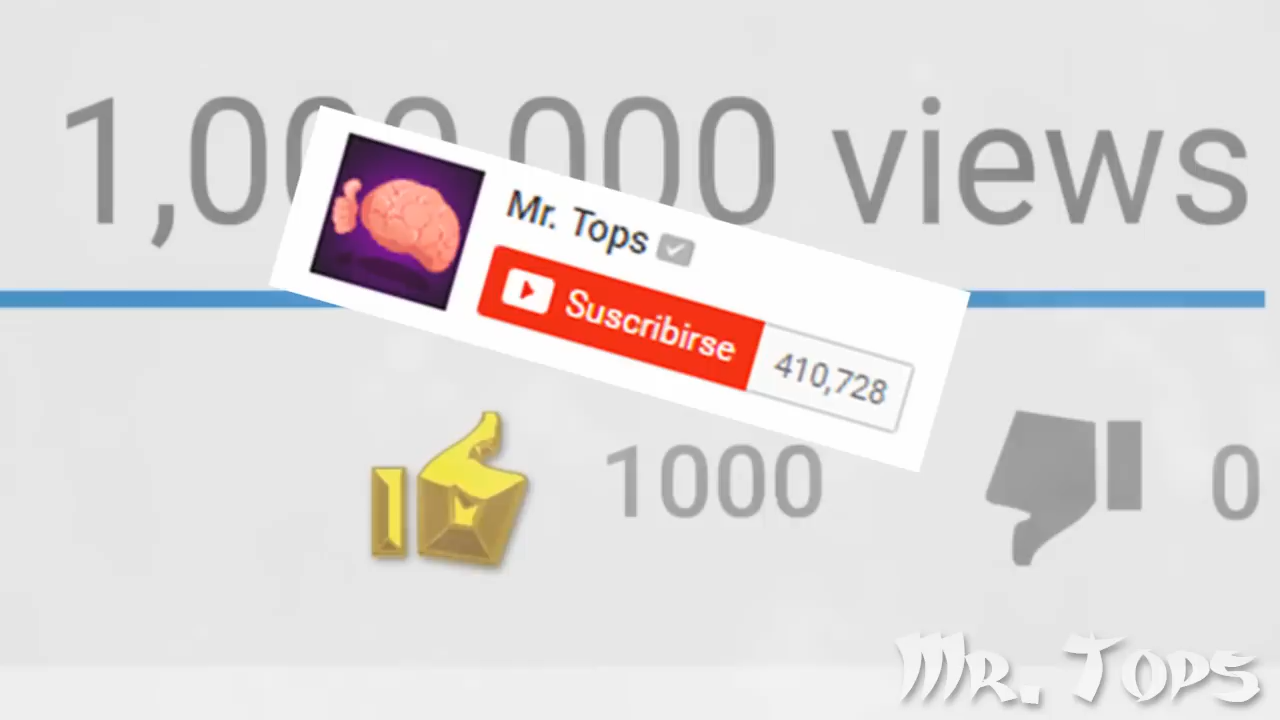 1,000,000 views
Mr. Tops
Suscribirse
410,728
1000
0
Mr. Tops